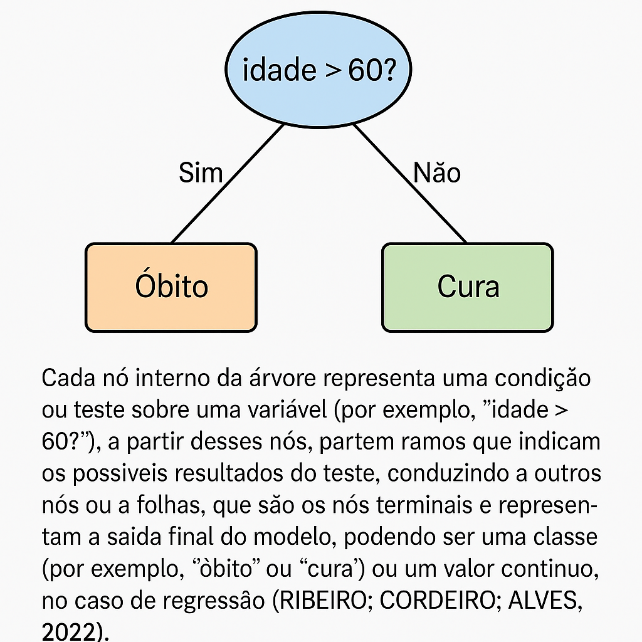 idade > 60?
Sim
Năo
Óbito
Cura
Cada nó interno da árvore representa uma condiçăo
ou teste sobre uma variável (por exemplo, ”idade >
60?”), a partir desses nós, partem ramos que indicam
os possiveis resultados do teste, conduzindo a outros
nós ou a folhas, que são os nós terminais e represen-
tam a saida final do modelo, podendo ser uma classe
(por exemplo, ‘’òbito” ou “cura’) ou um valor continuo,
no caso de regressâo (RIBEIRO; CORDEIRO; ALVES,
2022).